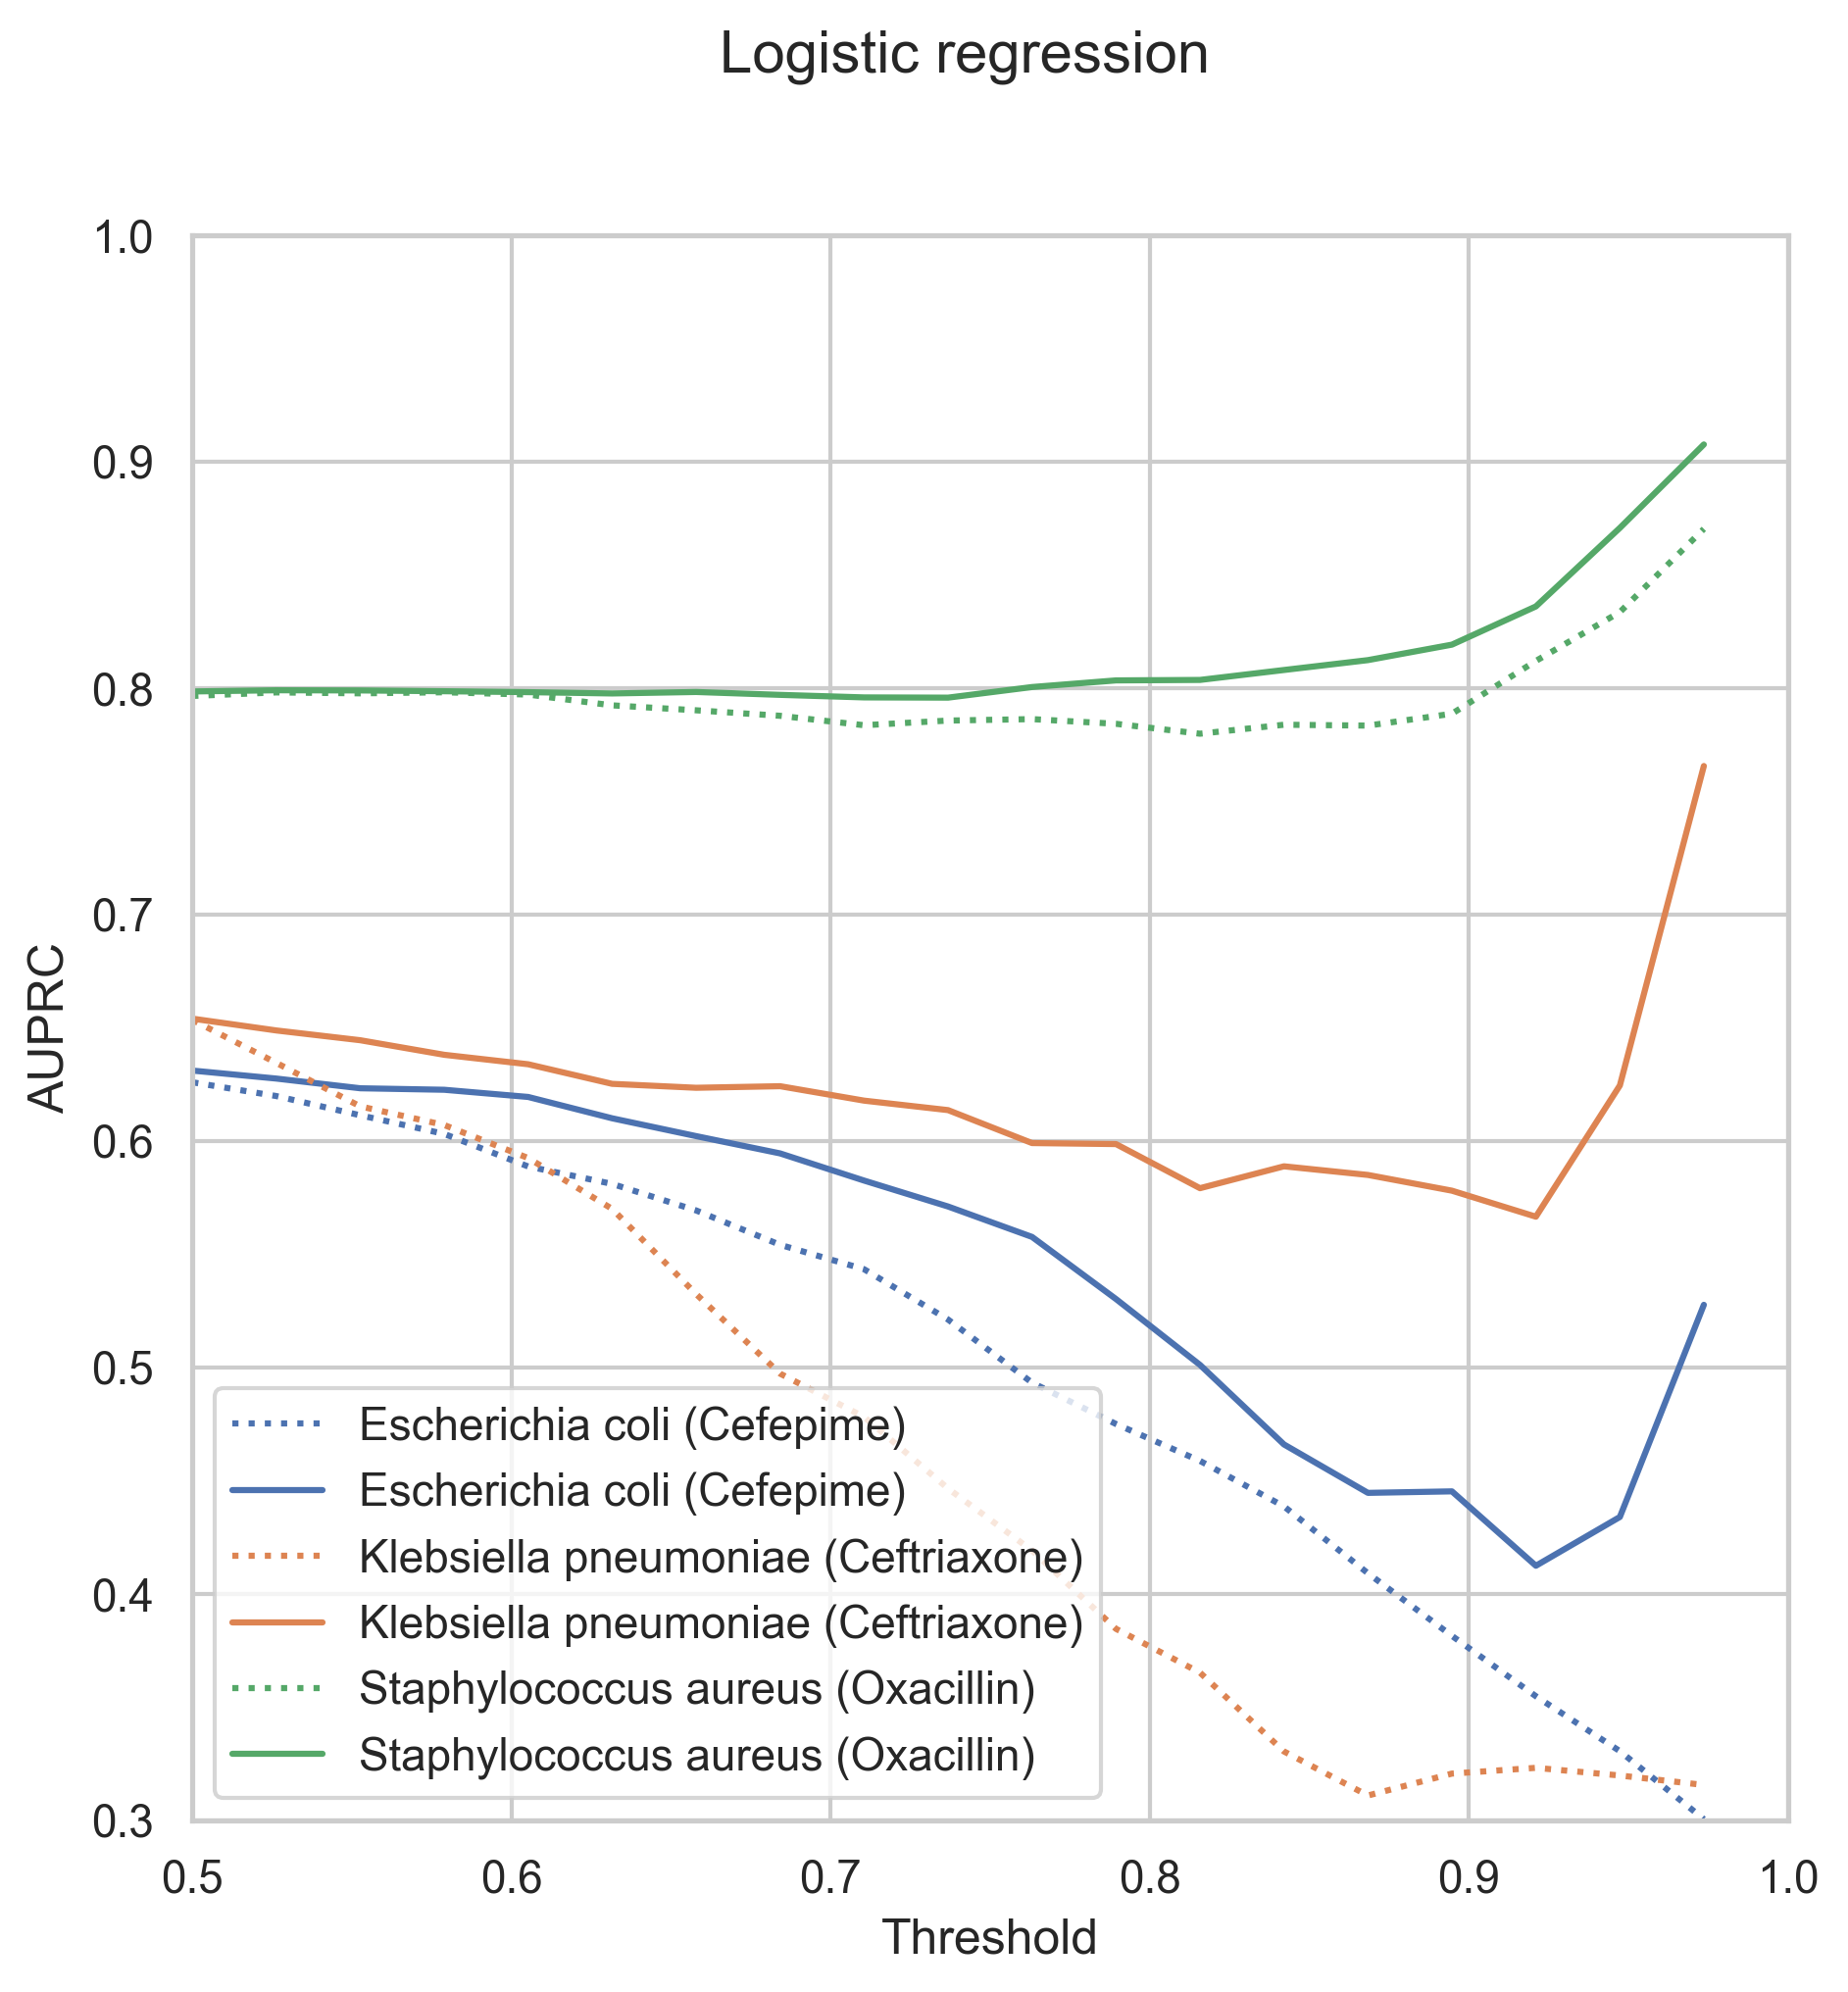 Logistic regression
1.0
0.9
0.8
0.7
0.6
0.5
0.4
0.3
AUPRC
Escherichia coli (Cefepime)
Escherichia coli (Cefepime)
Klebsiella pneumoniae (Ceftriaxone)
Klebsiella pneumoniae (Ceftriaxone)
Staphylococcus aureus (Oxacillin)
Staphylococcus aureus (Oxacillin)
0.5 0.6 0.7 0.8 0.9 1.0
Threshold